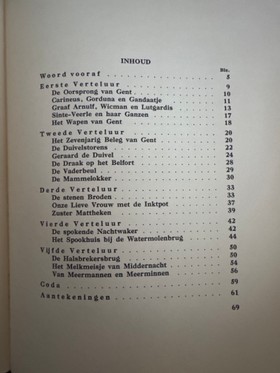 INHOUD
Blz.
Woord vooraf 5
Eerste Verteluur 9
De Oorsprong van Gent 10
Carineus, Gorduna en Gandaatje 11
Graaf Arnulf, Wicman en Lutgardis 13
Sinte-Veerle en haar Ganzen 17
Het Wapen van Gent 18
Tweede Verteluur 20
Het Zevenjarig Beleg van Gent 20
De Duivelstorens 22
Geraard de Duivel 24
De Draak op het Belfort 28
De Vaderbeul 29
De Mammelokker 30
Derde Verteluur 33
De stenen Broden 35
Onze Lieve Vrouw met de Inktpot 37
Zuster Mattheken 39
Vierde Verteluur 42
De spokende Nachtwaker 42
Het Spookhuis bij de Watermolenbrug 44
Vijfde Verteluur 50
De Halsbrekersbrug 50
Het Melkmeisje van Middernacht 54
Van Meermannen en Meerminnen 56
Coda 59
Aantekeningen 61
69